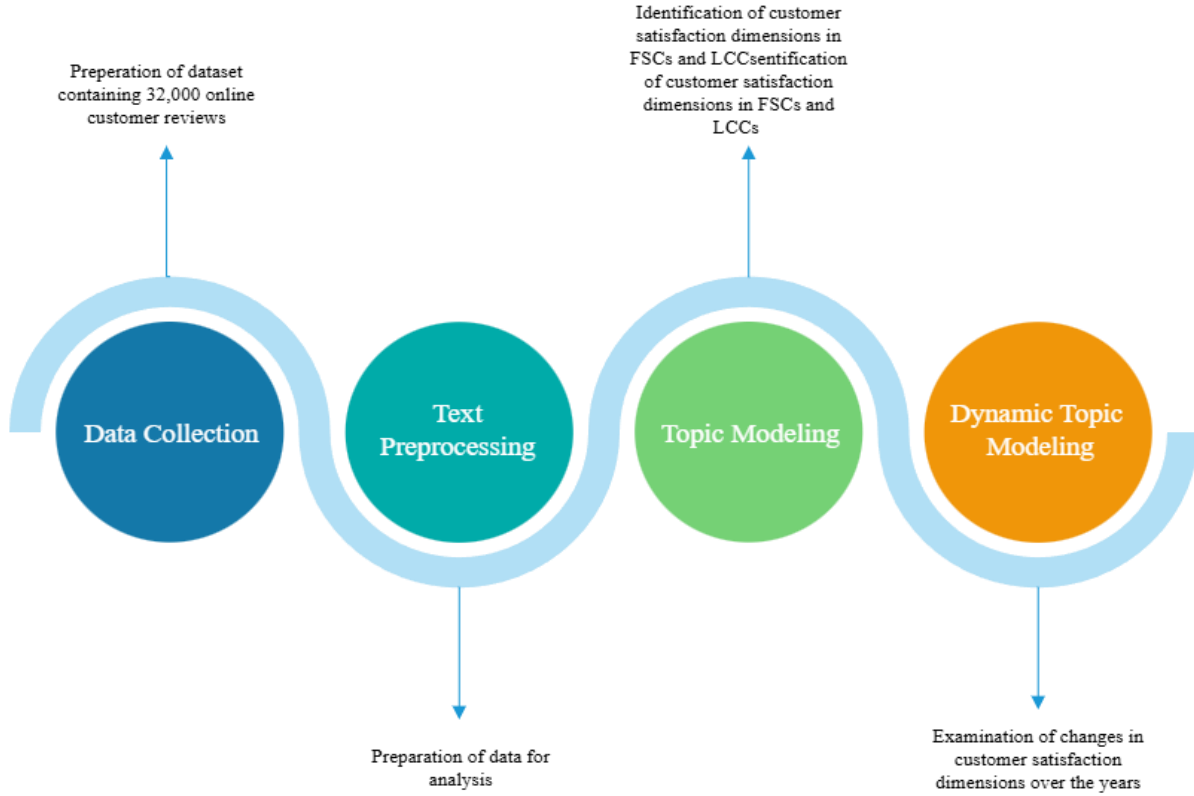 Preperation of dataset
containing 32,000 online
customer reviews
Identification of customer
satisfaction dimensions in
FSCs and LCCsentification
of customer satisfaction
dimensions in FSCs and
LCCs
Data Collection
Text
Preprocessing
Topic Modeling
Dynamic Topic
Modeling
Preparation of data for
analysis
Examination of changes in
customer satisfaction
dimensions over the years